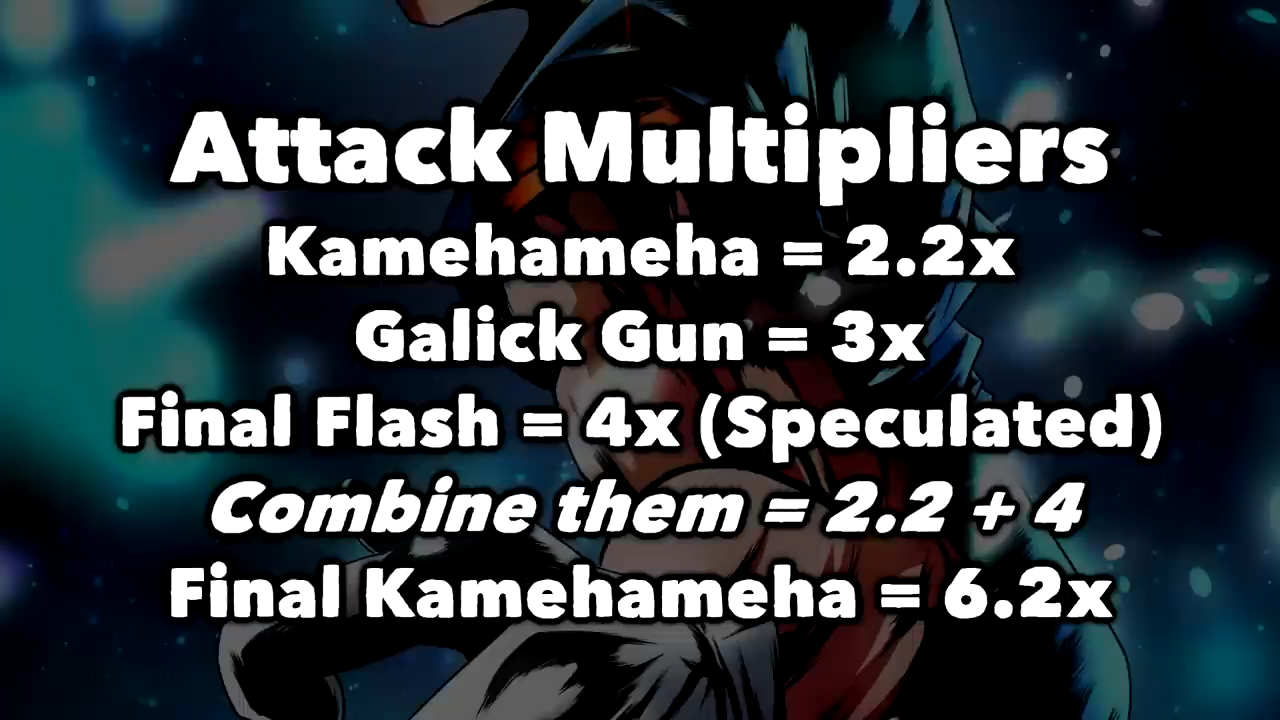 Attack Multipliers
Kamehameha = 2.2x
Galick Gun = 3x
Final Flash = 4x (Speculated)
Combine them = 2.2 + 4
Final Kamehameha = 6.2x